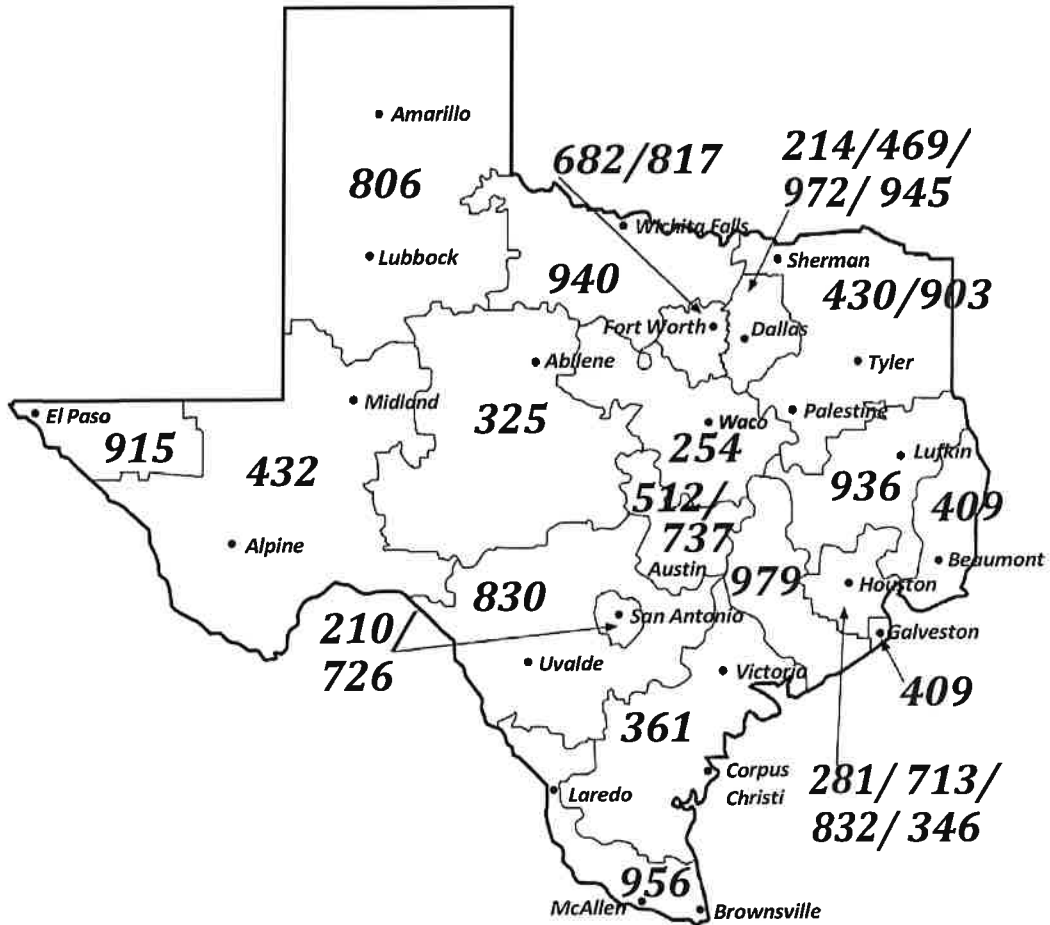 Amarillo
682/817
214/469/
972/ 945
806
Wichita Falls
Lubbock
Sherman
940
430/903
Fort Worth
Dallas
Abilene
Tyler
El Paso
Midland
Palestine
915
325
Waco
254
Lufkin
432
936
512/
737
409
Alpine
Austin
979
Beaumont
Houston
830
210/
726
San Antonio
Galveston
Uvalde
Victoria
409
361
Corpus
Christi
281/ 713/
832/ 346
Laredo
956
McAllen
Brownsville